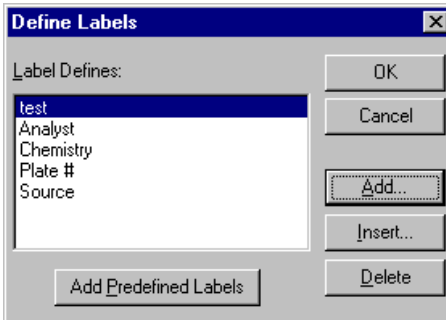 Define Labels
Label Defines:
test
Analyst
Chemistry
Plate #
Source
OK
Cancel
Add...
Insert...
Delete
Add Predefined Labels